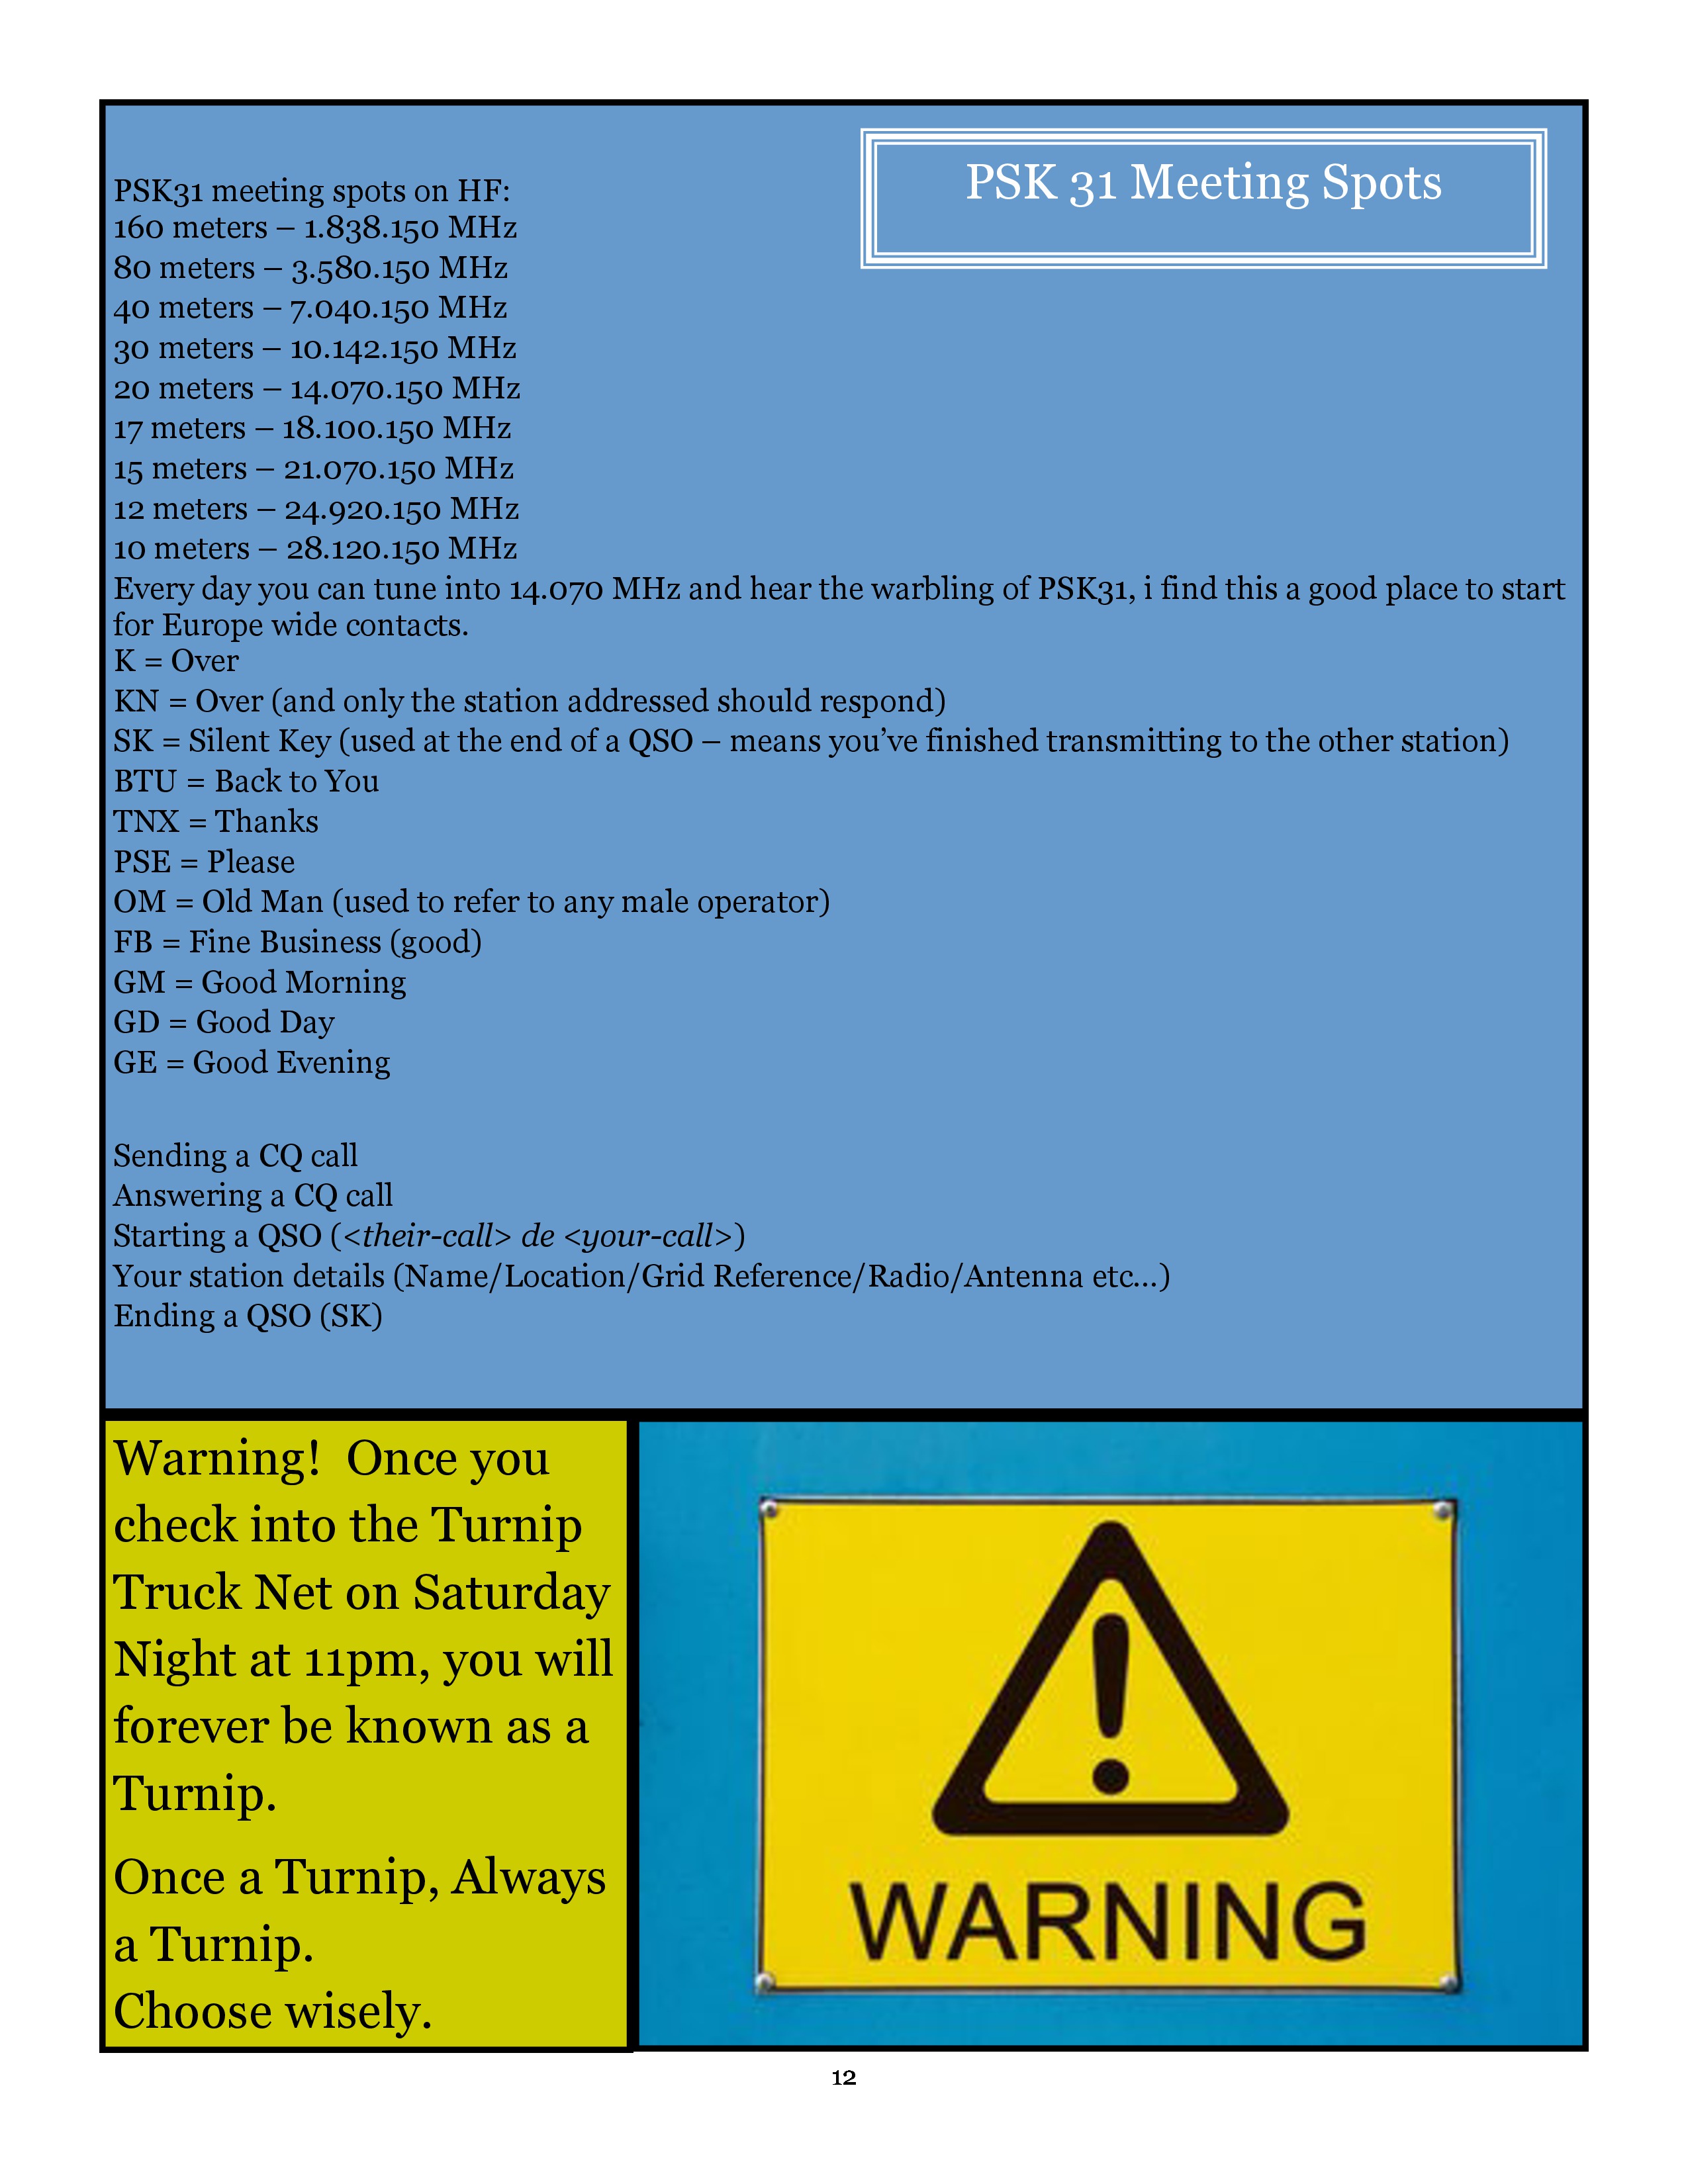 PSK 31 Meeting Spots
PSK31 meeting spots on HF:
160 meters – 1.838.150 MHz
80 meters – 3.580.150 MHz
40 meters – 7.040.150 MHz
30 meters – 10.142.150 MHz
20 meters – 14.070.150 MHz
17 meters – 18.100.150 MHz
15 meters – 21.070.150 MHz
12 meters – 24.920.150 MHz
10 meters – 28.120.150 MHz
Every day you can tune into 14.070 MHz and hear the warbling of PSK31, i find this a good place to start
for Europe wide contacts.
K = Over
KN = Over (and only the station addressed should respond)
SK = Silent Key (used at the end of a QSO – means you’ve finished transmitting to the other station)
BTU = Back to You
TNX = Thanks
PSE = Please
OM = Old Man (used to refer to any male operator)
FB = Fine Business (good)
GM = Good Morning
GD = Good Day
GE = Good Evening
Sending a CQ call
Answering a CQ call
Starting a QSO (<their-call> de <your-call>)
Your station details (Name/Location/Grid Reference/Radio/Antenna etc…)
Ending a QSO (SK)
Warning!  Once you
check into the Turnip
Truck Net on Saturday
Night at 11pm, you will
forever be known as a
Turnip.
Once a Turnip, Always
a Turnip.
Choose wisely.
WARNING
12